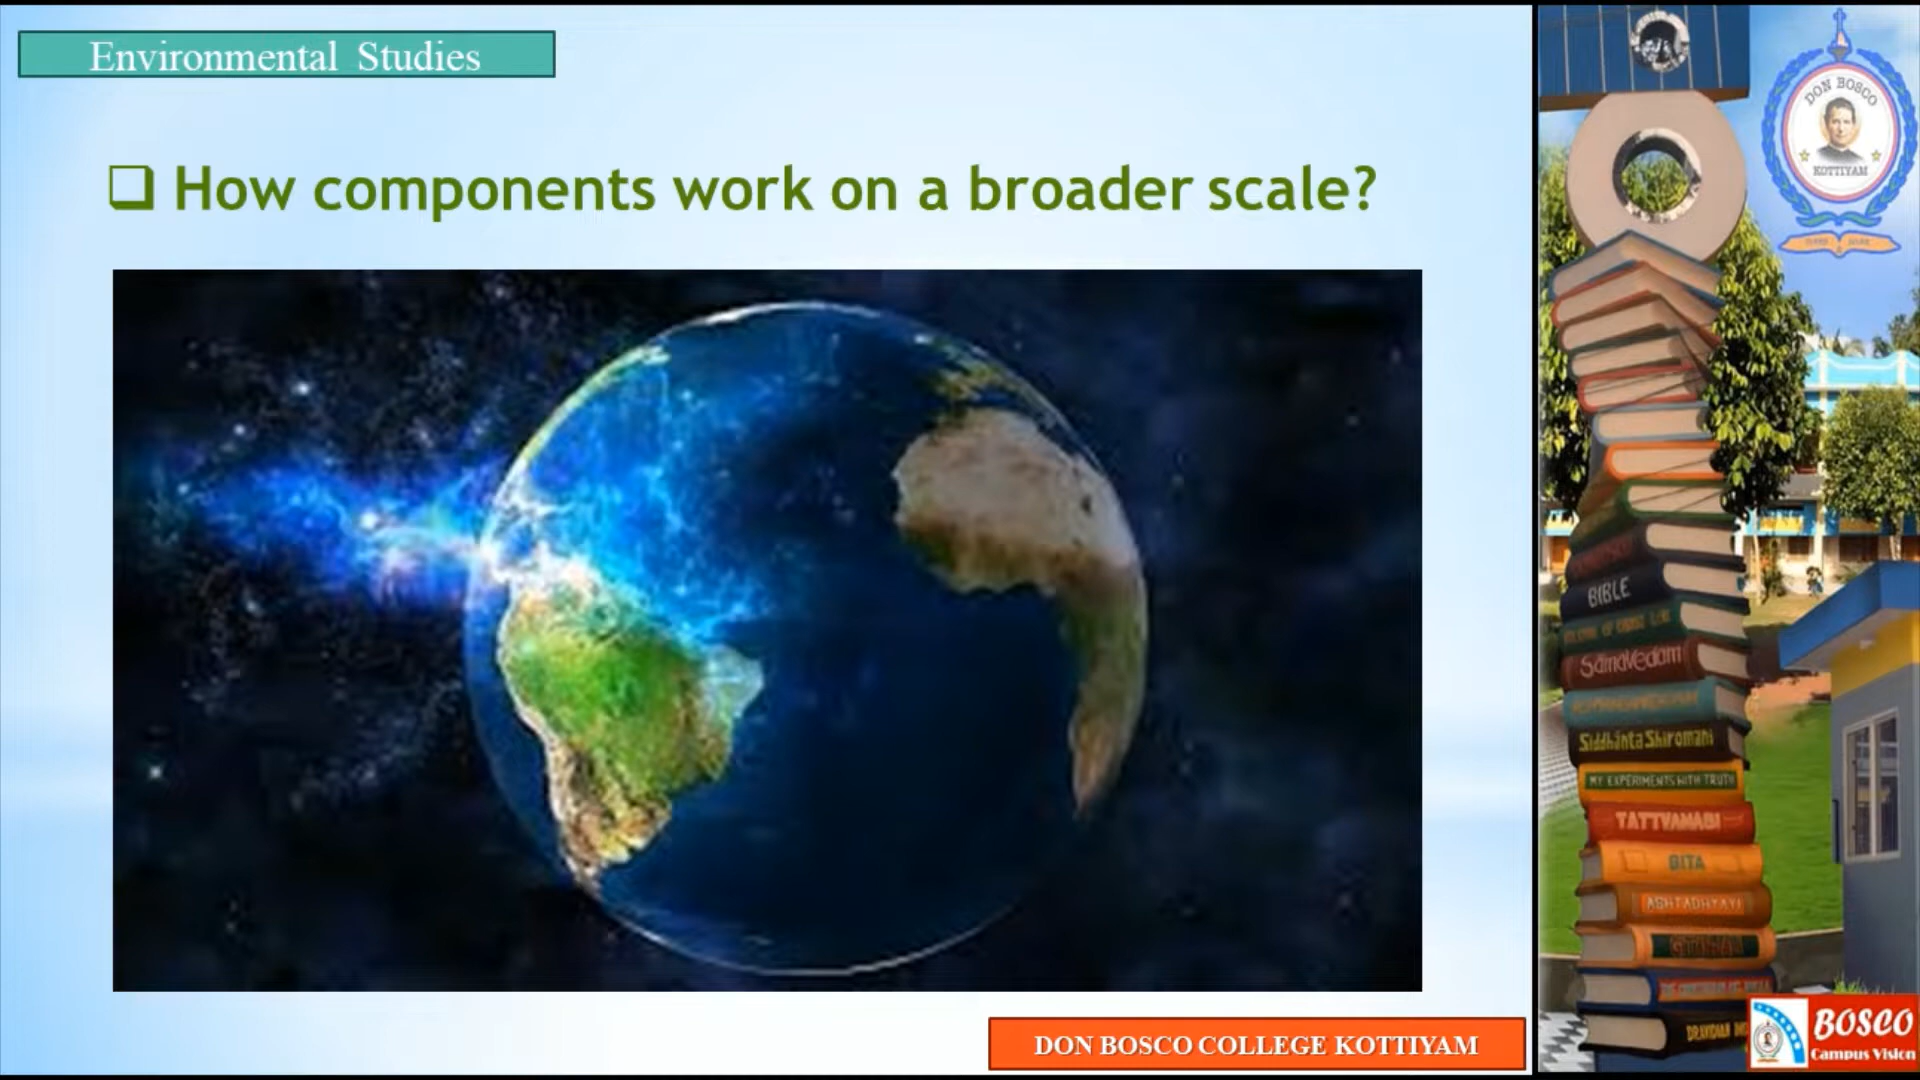 Environmental Studies
How components work on a broader scale?
DON BOSCO COLLEGE KOTTIYAM
DON BOSCO
KOTTIYAM
BIBLE
SamaVedam
Siddhanta Shiromani
MY EXPERIMENTS WITH TRUTH
GITA
ASHTADHYAYI
BOSCO
Campus Vision